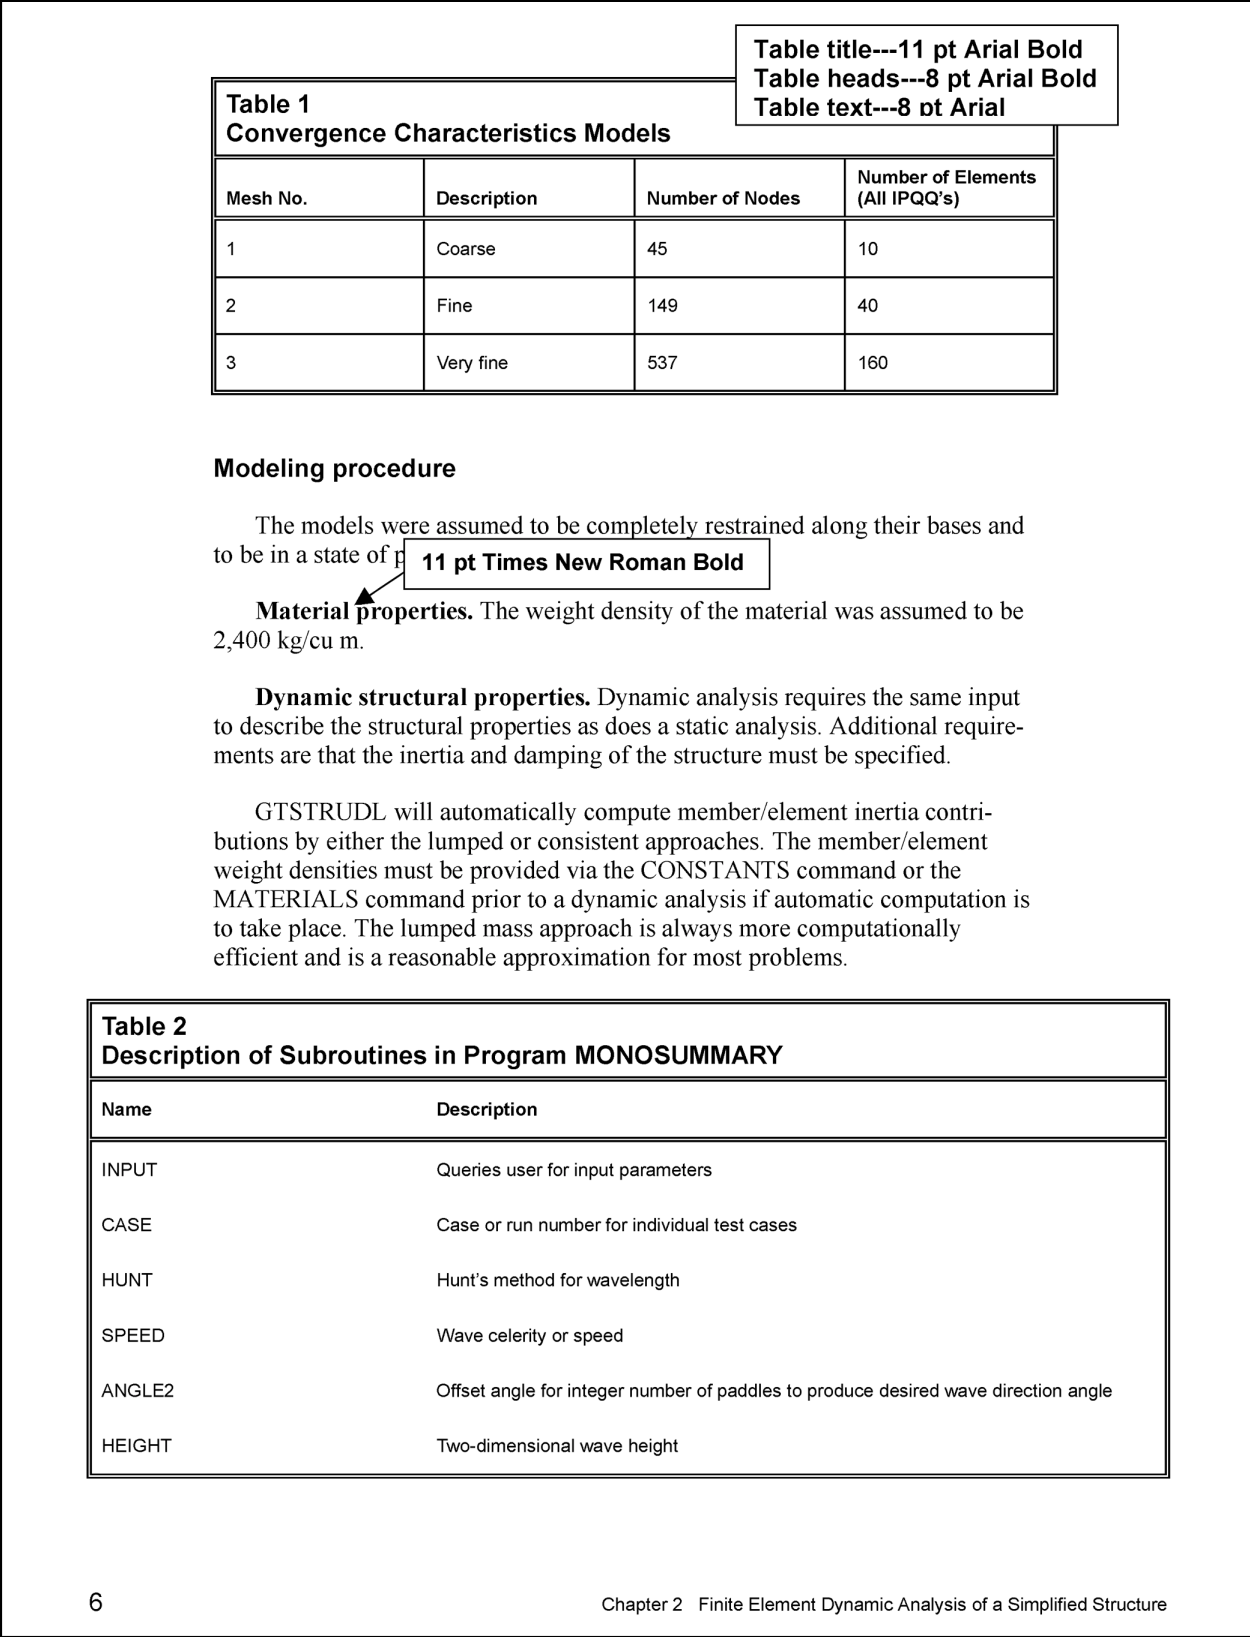 Table title---11 pt Arial Bold
Table heads---8 pt Arial Bold
Table text---8 pt Arial
Table 1
Convergence Characteristics Models
Mesh No. Description Number of Nodes Number of Elements (All IPQQ’s)
1 Coarse 45 10
2 Fine 149 40
3 Very fine 537 160
Modeling procedure
The models were assumed to be completely restrained along their bases and
to be in a state of
11 pt Times New Roman Bold
Material properties. The weight density of the material was assumed to be
2,400 kg/cu m.
Dynamic structural properties. Dynamic analysis requires the same input
to describe the structural properties as does a static analysis. Additional require-
ments are that the inertia and damping of the structure must be specified.
GTSTRUDL will automatically compute member/element inertia contri-
butions by either the lumped or consistent approaches. The member/element
weight densities must be provided via the CONSTANTS command or the
MATERIALS command prior to a dynamic analysis if automatic computation is
to take place. The lumped mass approach is always more computationally
efficient and is a reasonable approximation for most problems.
Table 2
Description of Subroutines in Program MONOSUMMARY
Name Description
INPUT Queries user for input parameters
CASE Case or run number for individual test cases
HUNT Hunt’s method for wavelength
SPEED Wave celerity or speed
ANGLE2 Offset angle for integer number of paddles to produce desired wave direction angle
HEIGHT Two-dimensional wave height
6 Chapter 2 Finite Element Dynamic Analysis of a Simplified Structure